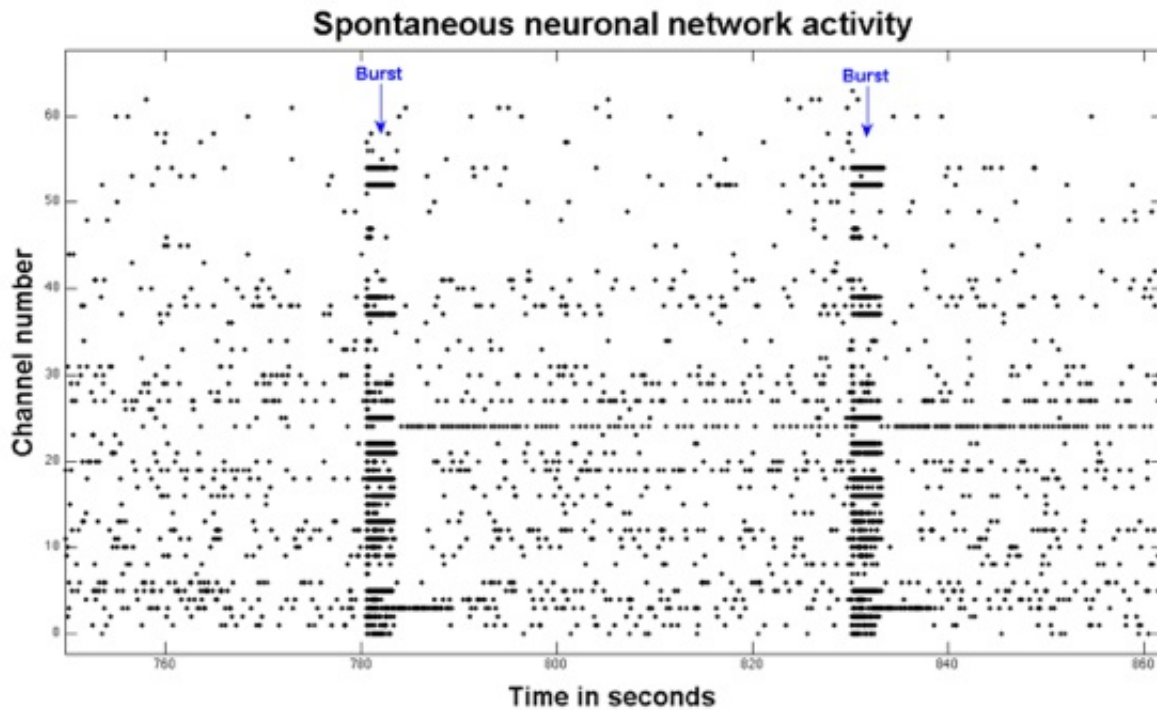 Spontaneous neuronal network activity
Burst
Burst
60
50
40
30
20
10
0
Channel number
760
780
800
820
840
860
Time in seconds